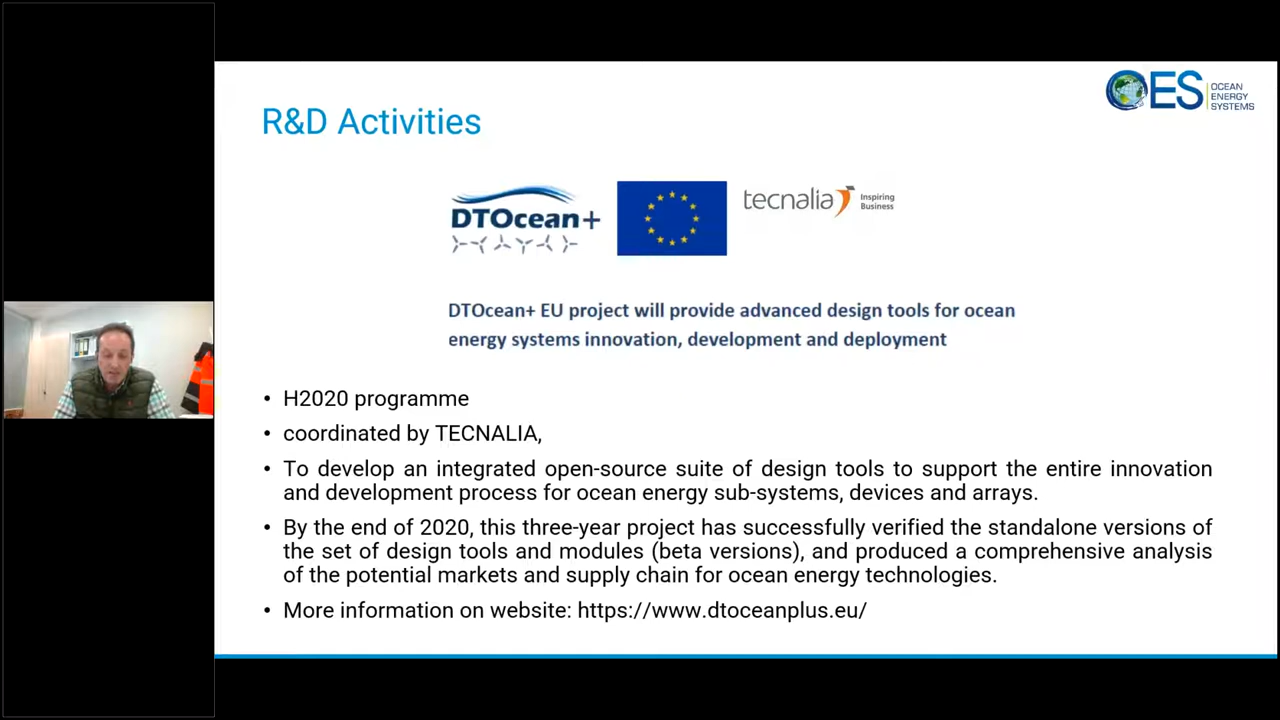 OES OCEAN
ENERGY
SYSTEMS
R&D Activities
DTOcean+
tecnalia Inspiring
Business
DTOcean+ EU project will provide advanced design tools for ocean
energy systems innovation, development and deployment
• H2020 programme
• coordinated by TECNALIA,
• To develop an integrated open-source suite of design tools to support the entire innovation
and development process for ocean energy sub-systems, devices and arrays.
• By the end of 2020, this three-year project has successfully verified the standalone versions of
the set of design tools and modules (beta versions), and produced a comprehensive analysis
of the potential markets and supply chain for ocean energy technologies.
• More information on website: https://www.dtoceanplus.eu/